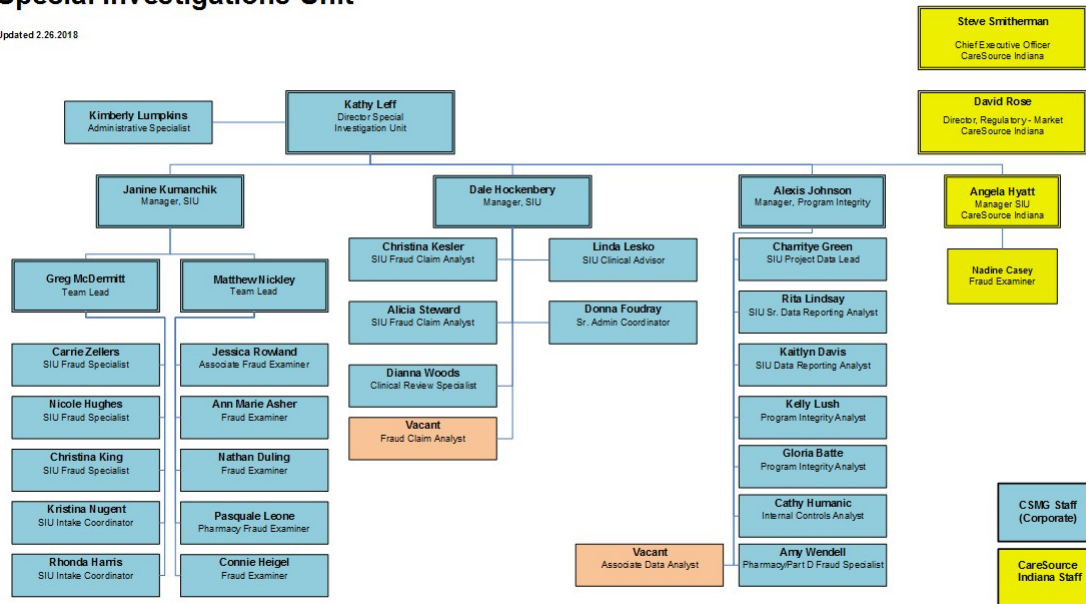 Special Investigations Unit
Updated 2.26.2018
Steve Smitherman
Chief Executive Officer
CareSource Indiana
David Rose
Director, Regulatory - Market
CareSource Indiana
Kimberly Lumpkins
Administrative Specialist
Kathy Leff
Director Special
Investigation Unit
Janine Kumanchik
Manager, SIU
Dale Hockenbery
Manager, SIU
Alexis Johnson
Manager, Program Integrity
Angela Hyatt
Manager SIU
CareSource Indiana
Greg McDermitt
Team Lead
Matthew Nickley
Team Lead
Carrie Zellers
SIU Fraud Specialist
Nicole Hughes
SIU Fraud Specialist
Christina King
SIU Fraud Specialist
Kristina Nugent
SIU Intake Coordinator
Rhonda Harris
SIU Intake Coordinator
Jessica Rowland
Associate Fraud Examiner
Ann Marie Asher
Fraud Examiner
Nathan Duling
Fraud Examiner
Pasquale Leone
Pharmacy Fraud Examiner
Connie Heigel
Fraud Examiner
Christina Kesler
SIU Fraud Claim Analyst
Alicia Steward
SIU Fraud Claim Analyst
Dianna Woods
Clinical Review Specialist
Vacant
Fraud Claim Analyst
Linda Lesko
SIU Clinical Advisor
Donna Foudray
Sr. Admin Coordinator
Charritye Green
SIU Project Data Lead
Rita Lindsay
SIU Sr. Data Reporting Analyst
Kaitlyn Davis
SIU Data Reporting Analyst
Kelly Lush
Program Integrity Analyst
Gloria Batte
Program Integrity Analyst
Cathy Humanic
Internal Controls Analyst
Vacant
Associate Data Analyst
Amy Wendell
Pharmacy/Part D Fraud Specialist
Nadine Casey
Fraud Examiner
CSMG Staff
(Corporate)
CareSource
Indiana Staff